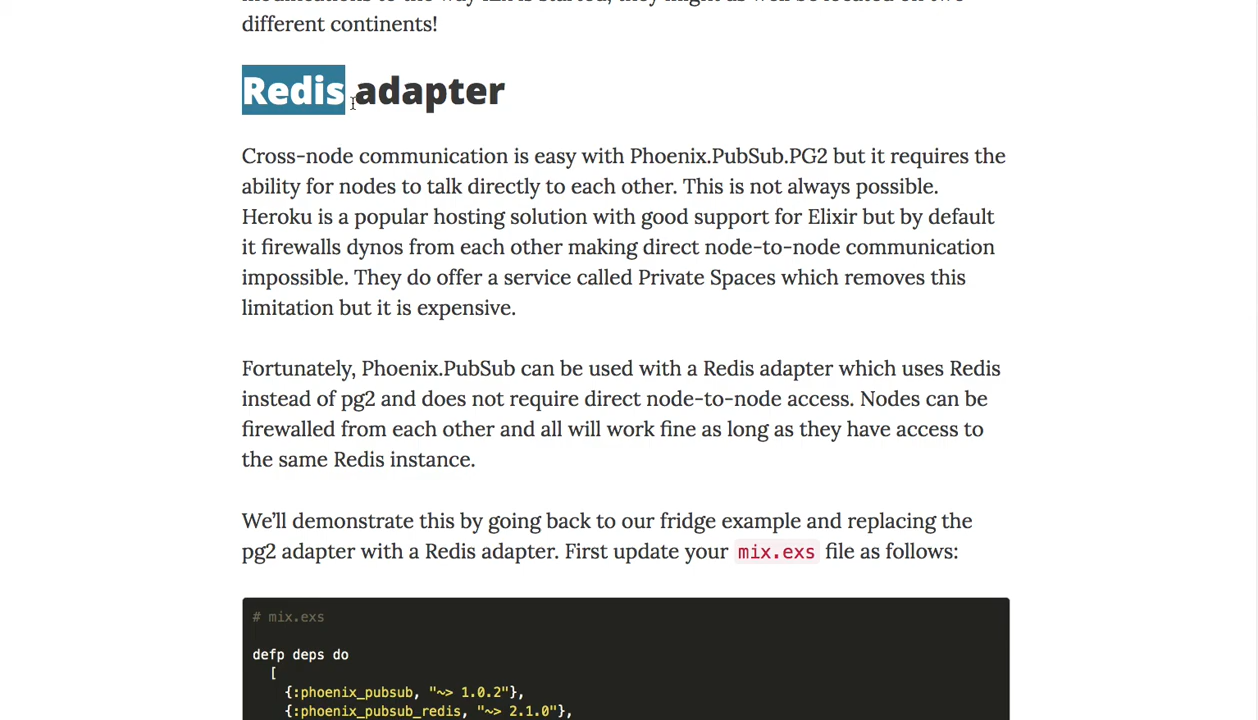 different continents!
Redis adapter
Cross-node communication is easy with Phoenix.PubSub.PG2 but it requires the
ability for nodes to talk directly to each other. This is not always possible.
Heroku is a popular hosting solution with good support for Elixir but by default
it firewalls dynos from each other making direct node-to-node communication
impossible. They do offer a service called Private Spaces which removes this
limitation but it is expensive.
Fortunately, Phoenix.PubSub can be used with a Redis adapter which uses Redis
instead of pg2 and does not require direct node-to-node access. Nodes can be
firewalled from each other and all will work fine as long as they have access to
the same Redis instance.
We’ll demonstrate this by going back to our fridge example and replacing the
pg2 adapter with a Redis adapter. First update your mix.exs file as follows:
# mix.exs
defp deps do
[
{:phoenix_pubsub, "~> 1.0.2"},
{:phoenix_pubsub_redis, "~> 2.1.0"},